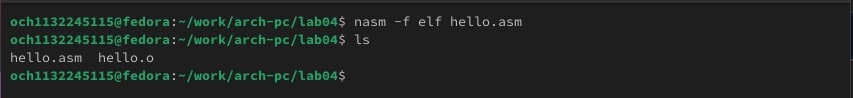 och1132245115@fedora:~/work/arch-pc/lab04$ nasm -f elf hello.asm
och1132245115@fedora:~/work/arch-pc/lab04$ ls
hello.asm  hello.o
och1132245115@fedora:~/work/arch-pc/lab04$